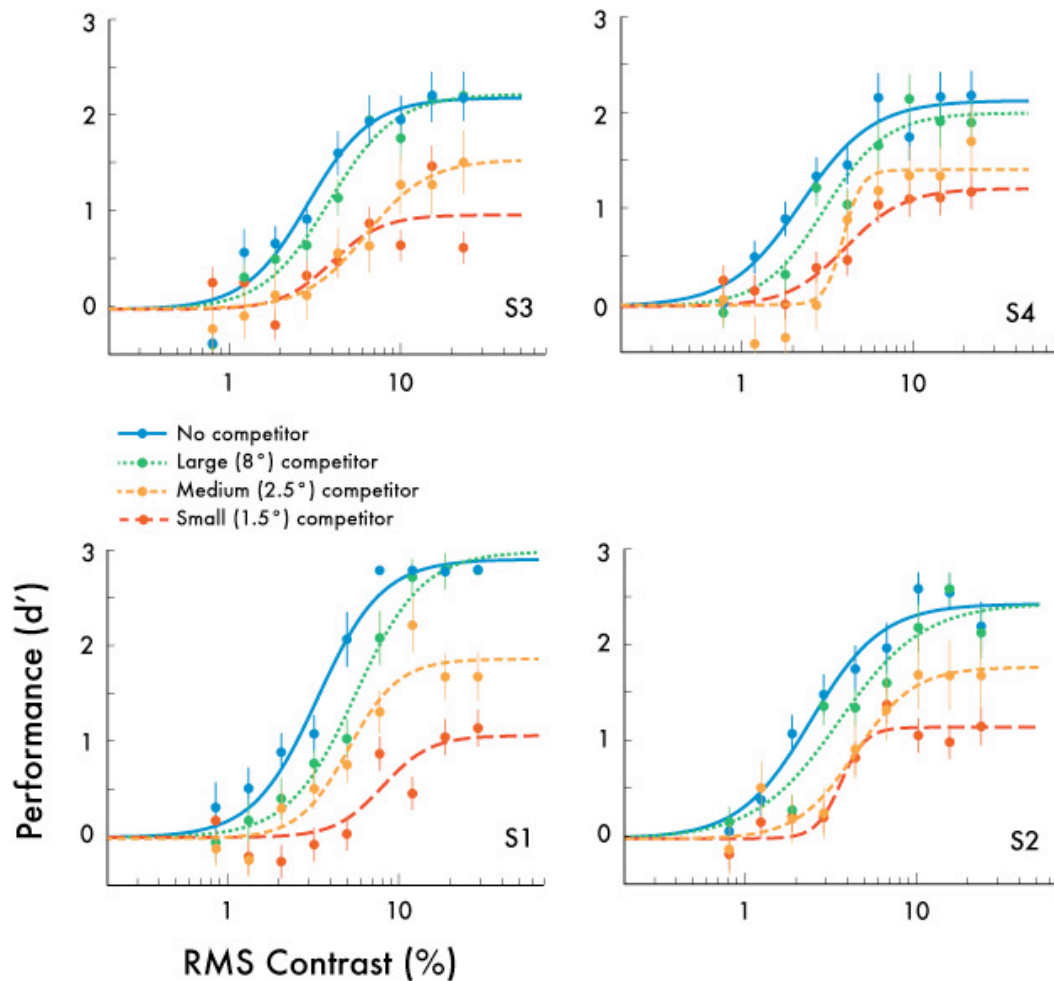 3
2
1
0
1
10
S3
3
2
1
0
1
10
S4
No competitor
Large (8°) competitor
Medium (2.5°) competitor
Small (1.5°) competitor
3
2
1
0
1
10
S1
3
2
1
0
1
10
S2
Performance (d′)
RMS Contrast (%)